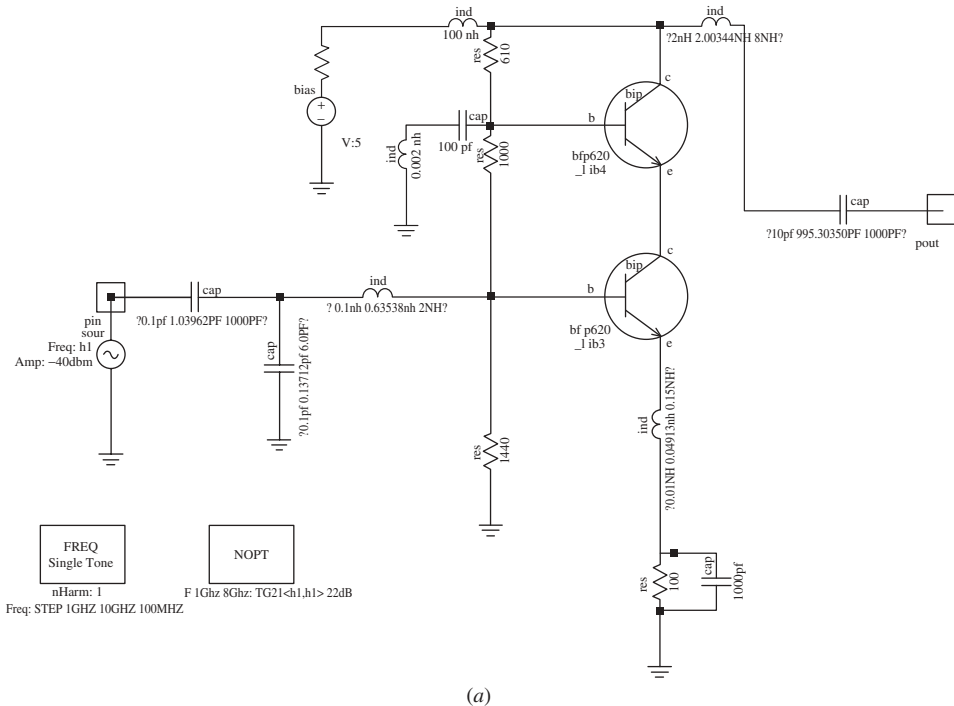 ind
100 nh
ind
?2nH 2.00344NH 8NH?
res
610
c
bip
bias
+
−
V:5
cap
100 pf
b
ind
0.002 nh
res
1000
bfp620
_l ib4
e
cap
?10pf 995.30350PF 1000PF?
pout
c
bip
ind
cap
b
? 0.1nh 0.63538nh 2NH?
?0.1pf 1.03962PF 1000PF?
pin
sour
Freq: h1
Amp: −40dbm
bf p620
_l ib3
e
cap
?0.1pf 0.13712pf 6.0PF?
ind
?0.01NH 0.04913nh 0.15NH?
res
1440
FREQ
Single Tone
NOPT
nHarm: 1
F 1Ghz 8Ghz: TG21<h1,h1> 22dB
Freq: STEP 1GHZ 10GHZ 100MHZ
res
100
cap
1000pf
(a)